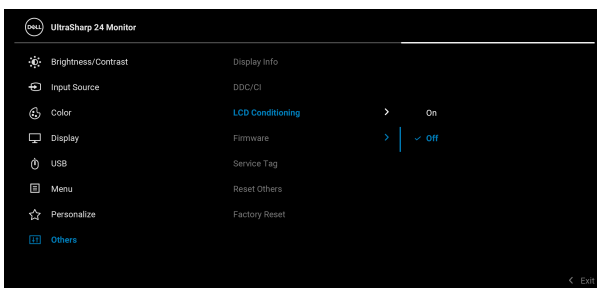 DELL UltraSharp 24 Monitor
Brightness/Contrast
Input Source
Color
Display
USB
Menu
Personalize
Others
Display Info
DDC/CI
LCD Conditioning
Firmware
Service Tag
Reset Others
Factory Reset
On
Off
Exit